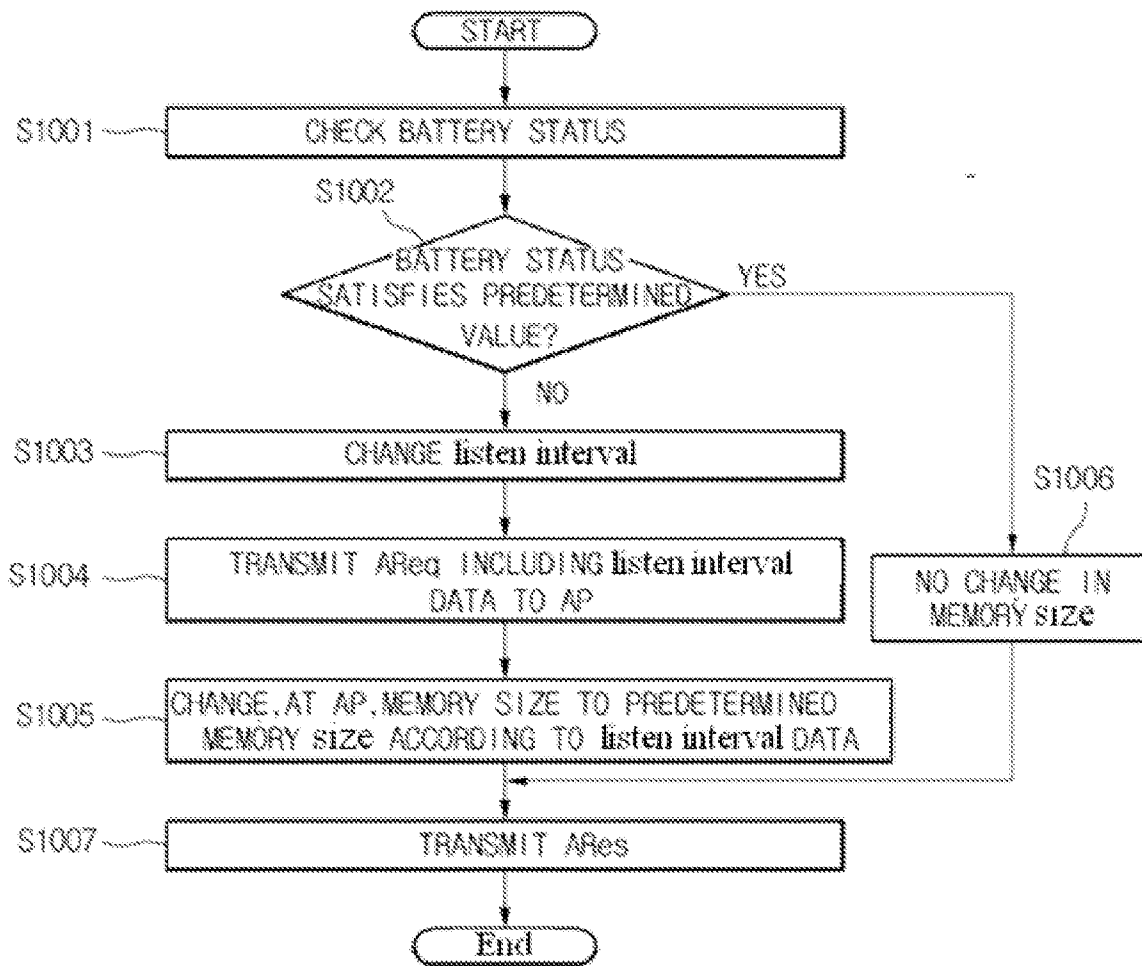 START
S1001
CHECK BATTERY STATUS
S1002
BATTERY STATUS
SATISFIES PREDETERMINED
VALUE?
YES
NO
S1003
CHANGE listen interval
S1006
S1004
TRANSMIT AReq INCLUDING listen interval
DATA TO AP
NO CHANGE IN
MEMORY size
S1005
CHANGE,AT AP,MEMORY SIZE TO PREDETERMINED
MEMORY size ACCORDING TO listen interval DATA
S1007
TRANSMIT ARes
End